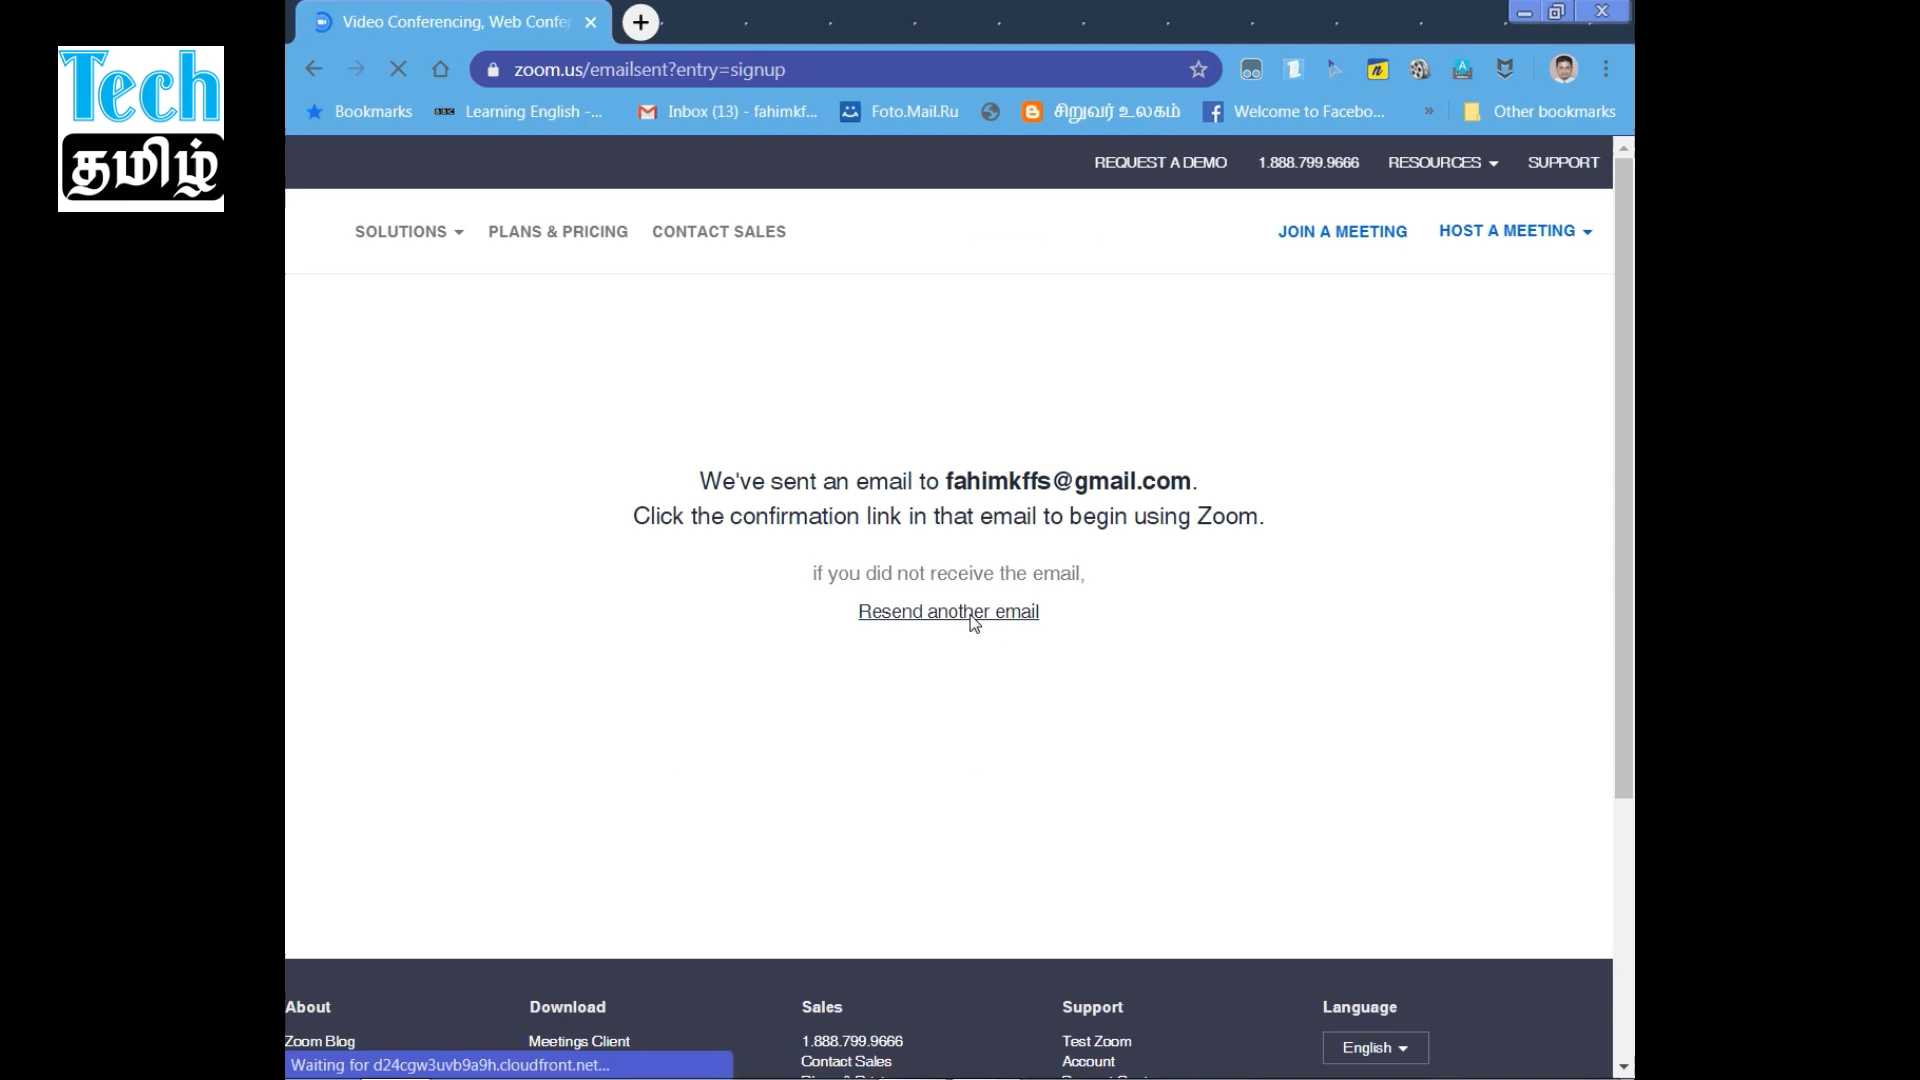 Tech
தமிழ்
Video Conferencing, Web Confe
zoom.us/emailsent?entry=signup
Bookmarks
BBC
Learning English -...
Inbox (13) - fahimkf...
Foto.Mail.Ru
சிறுவர் உலகம்
Welcome to Facebo...
»
Other bookmarks
REQUEST A DEMO
1.888.799.9666
RESOURCES
SUPPORT
SOLUTIONS
PLANS & PRICING
CONTACT SALES
JOIN A MEETING
HOST A MEETING
We've sent an email to fahimkffs@gmail.com.
Click the confirmation link in that email to begin using Zoom.
if you did not receive the email,
Resend another email
About
Download
Sales
Support
Language
Zoom Blog
Meetings Client
1.888.799.9666
Test Zoom
English
Contact Sales
Account
Waiting for d24cgw3uvb9a9h.cloudfront.net...